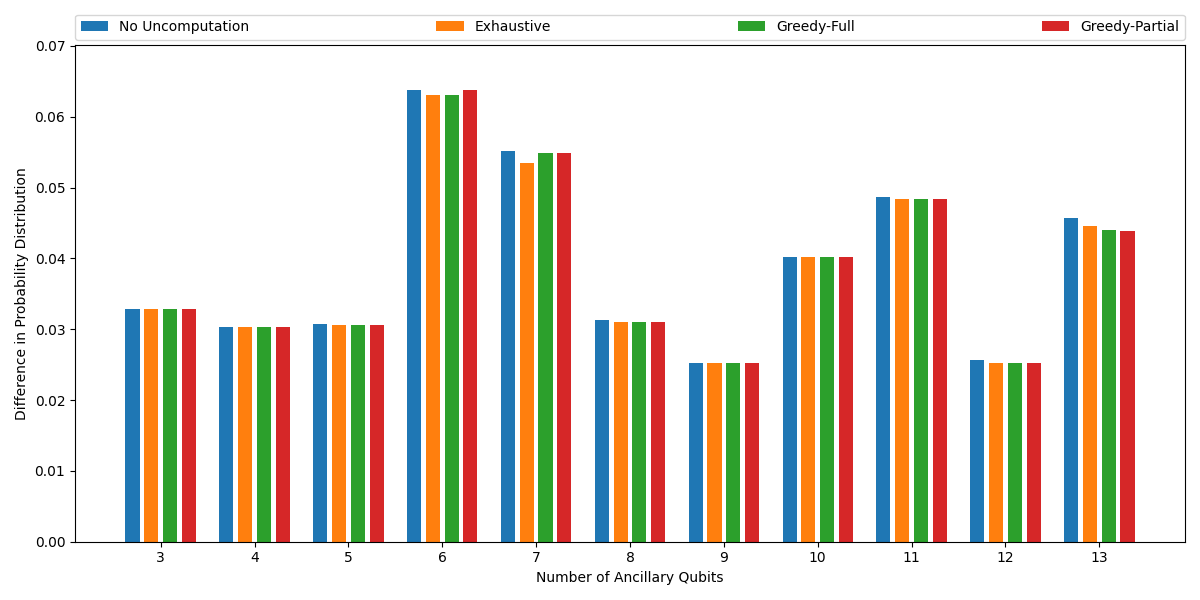 No Uncomputation Exhaustive Greedy-Full Greedy-Partial
0.07
0.06
0.05
0.04
0.03
0.02
0.01
0.00
Difference in Probability Distribution
3 4 5 6 7 8 9 10 11 12 13
Number of Ancillary Qubits